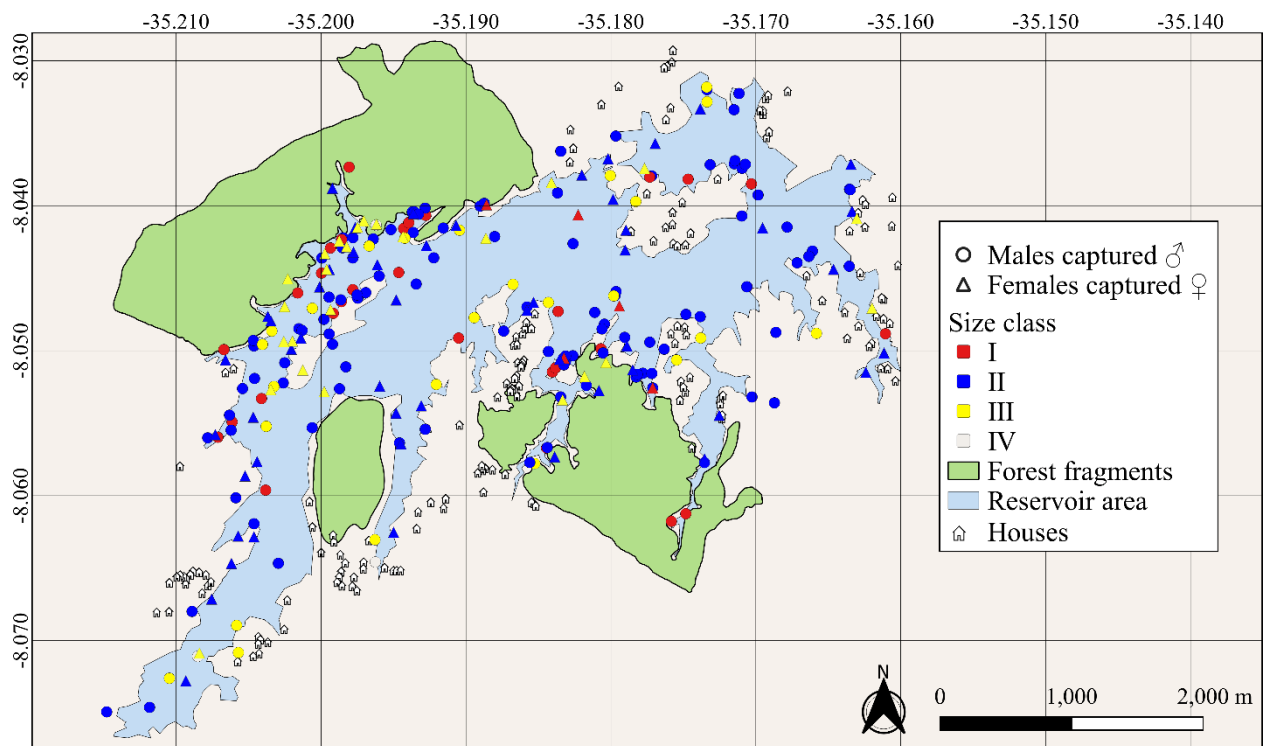 -35.210 -35.200 -35.190 -35.180 -35.170 -35.160 -35.150 -35.140
-8.030
-8.040
-8.050
-8.060
-8.070
Males captured ♂
Females captured ♀
Size class
I
II
III
IV
Forest fragments
Reservoir area
Houses
N
0 1,000 2,000 m